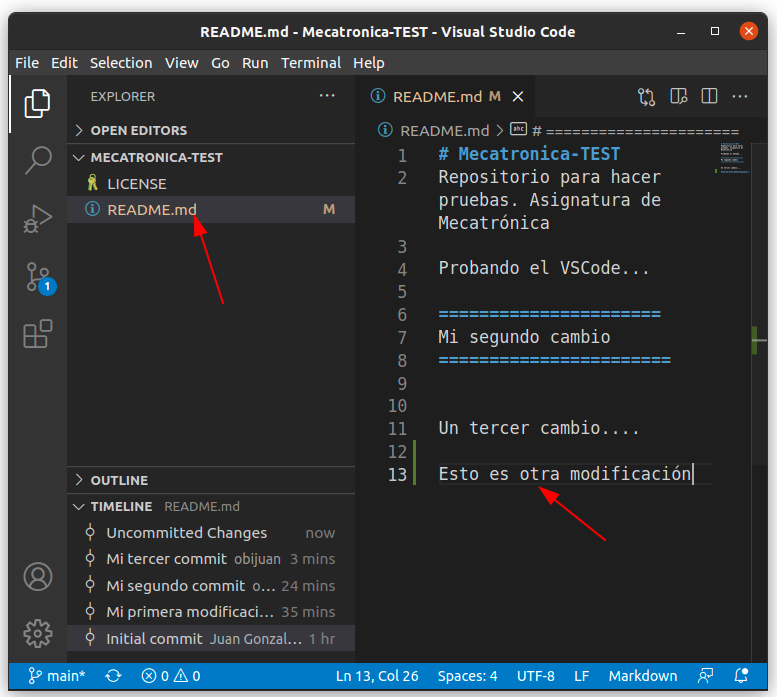 README.md - Mecatronica-TEST - Visual Studio Code
File Edit Selection View Go Run Terminal Help
EXPLORER
OPEN EDITORS
MECATRONICA-TEST
LICENSE
README.md M
1
OUTLINE
TIMELINE README.md
Uncommitted Changes now
Mi tercer commit obijuan 3 mins
Mi segundo commit o... 24 mins
Mi primera modificaci... 35 mins
Initial commit Juan Gonzal... 1 hr
README.md M
README.md > abc # ======================
1 # Mecatronica-TEST
2 Repositorio para hacer
pruebas. Asignatura de
Mecatrónica
3
4 Probando el VSCode...
5
6 ======================
7 Mi segundo cambio
8 =======================
9
10
11 Un tercer cambio....
12
13 Esto es otra modificación
main* 0 0 Ln 13, Col 26 Spaces: 4 UTF-8 LF Markdown